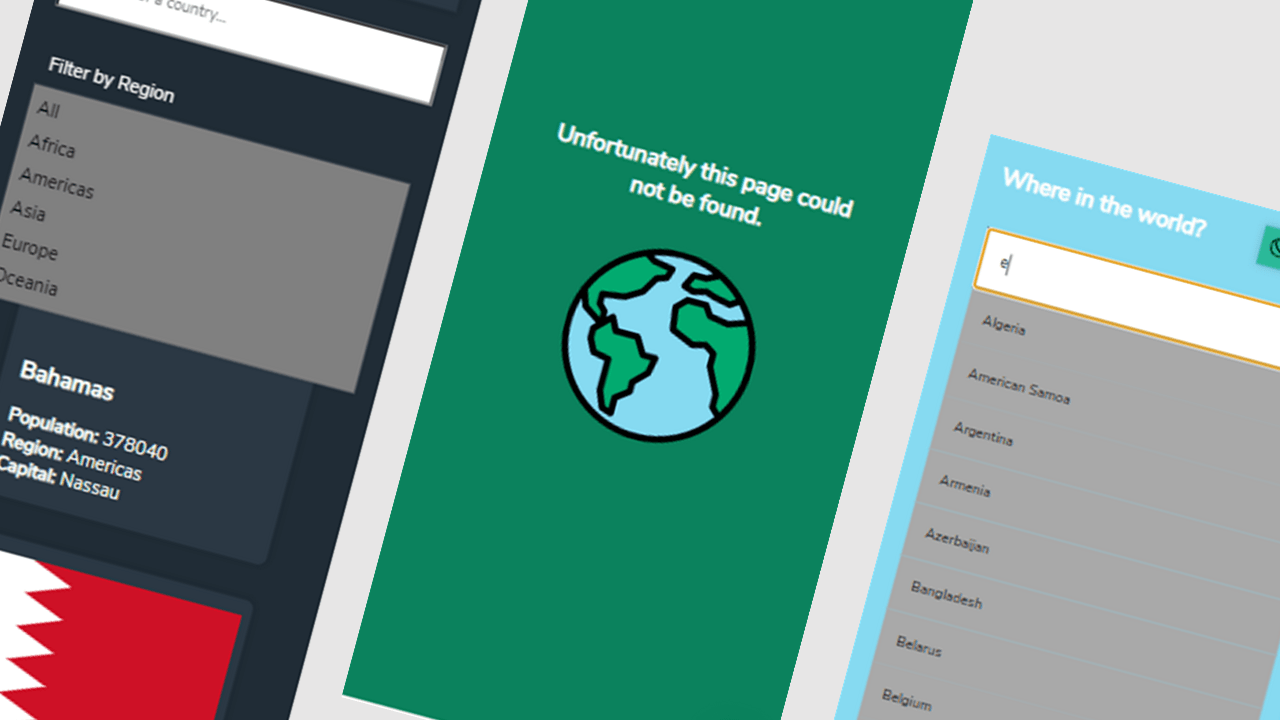 a country...
Filter by Region
All
Africa
Americas
Asia
Europe
Oceania
Bahamas
Population: 378040
Region: Americas
Capital: Nassau
Unfortunately this page could
not be found.
Where in the world?
e
Algeria
American Samoa
Argentina
Armenia
Azerbaijan
Bangladesh
Belarus
Belgium